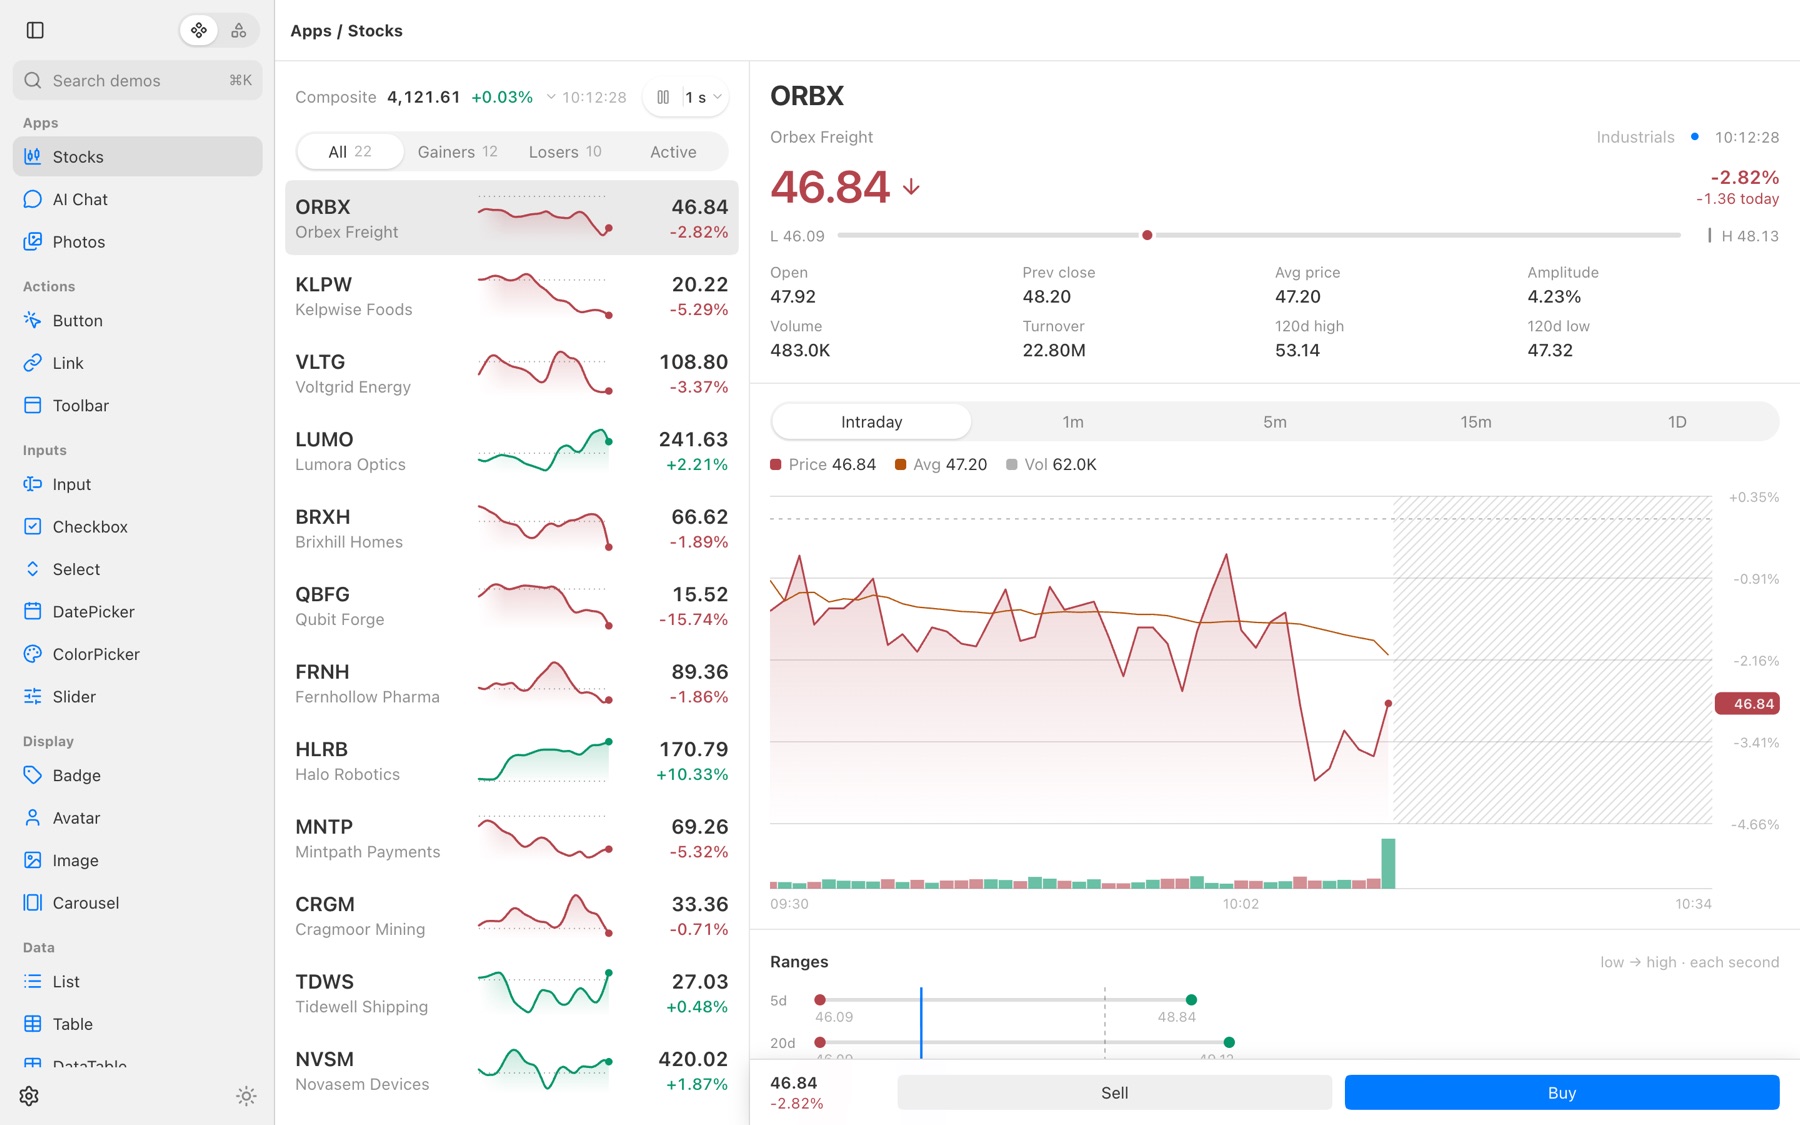 Search demos ⌘K
Apps
Stocks
AI Chat
Photos
Actions
Button
Link
Toolbar
Inputs
Input
Checkbox
Select
DatePicker
ColorPicker
Slider
Display
Badge
Avatar
Image
Carousel
Data
List
Table
DataTable
Apps / Stocks
Composite 4,121.61 +0.03% 10:12:28 1 s
All 22 Gainers 12 Losers 10 Active
ORBX 46.84
Orbex Freight -2.82%
KLPW 20.22
Kelpwise Foods -5.29%
VLTG 108.80
Voltgrid Energy -3.37%
LUMO 241.63
Lumora Optics +2.21%
BRXH 66.62
Brixhill Homes -1.89%
QBFG 15.52
Qubit Forge -15.74%
FRNH 89.36
Fernhollow Pharma -1.86%
HLRB 170.79
Halo Robotics +10.33%
MNTP 69.26
Mintpath Payments -5.32%
CRGM 33.36
Cragmoor Mining -0.71%
TDWS 27.03
Tidewell Shipping +0.48%
NVSM 420.02
Novasem Devices +1.87%
ORBX
Orbex Freight Industrials 10:12:28
46.84 -2.82%
-1.36 today
L 46.09 H 48.13
Open Prev close Avg price Amplitude
47.92 48.20 47.20 4.23%
Volume Turnover 120d high 120d low
483.0K 22.80M 53.14 47.32
Intraday 1m 5m 15m 1D
Price 46.84 Avg 47.20 Vol 62.0K
+0.35%
-0.91%
-2.16%
46.84
-3.41%
-4.66%
09:30 10:02 10:34
Ranges low → high · each second
5d
46.09 48.84
20d
46.84
-2.82%
Sell Buy